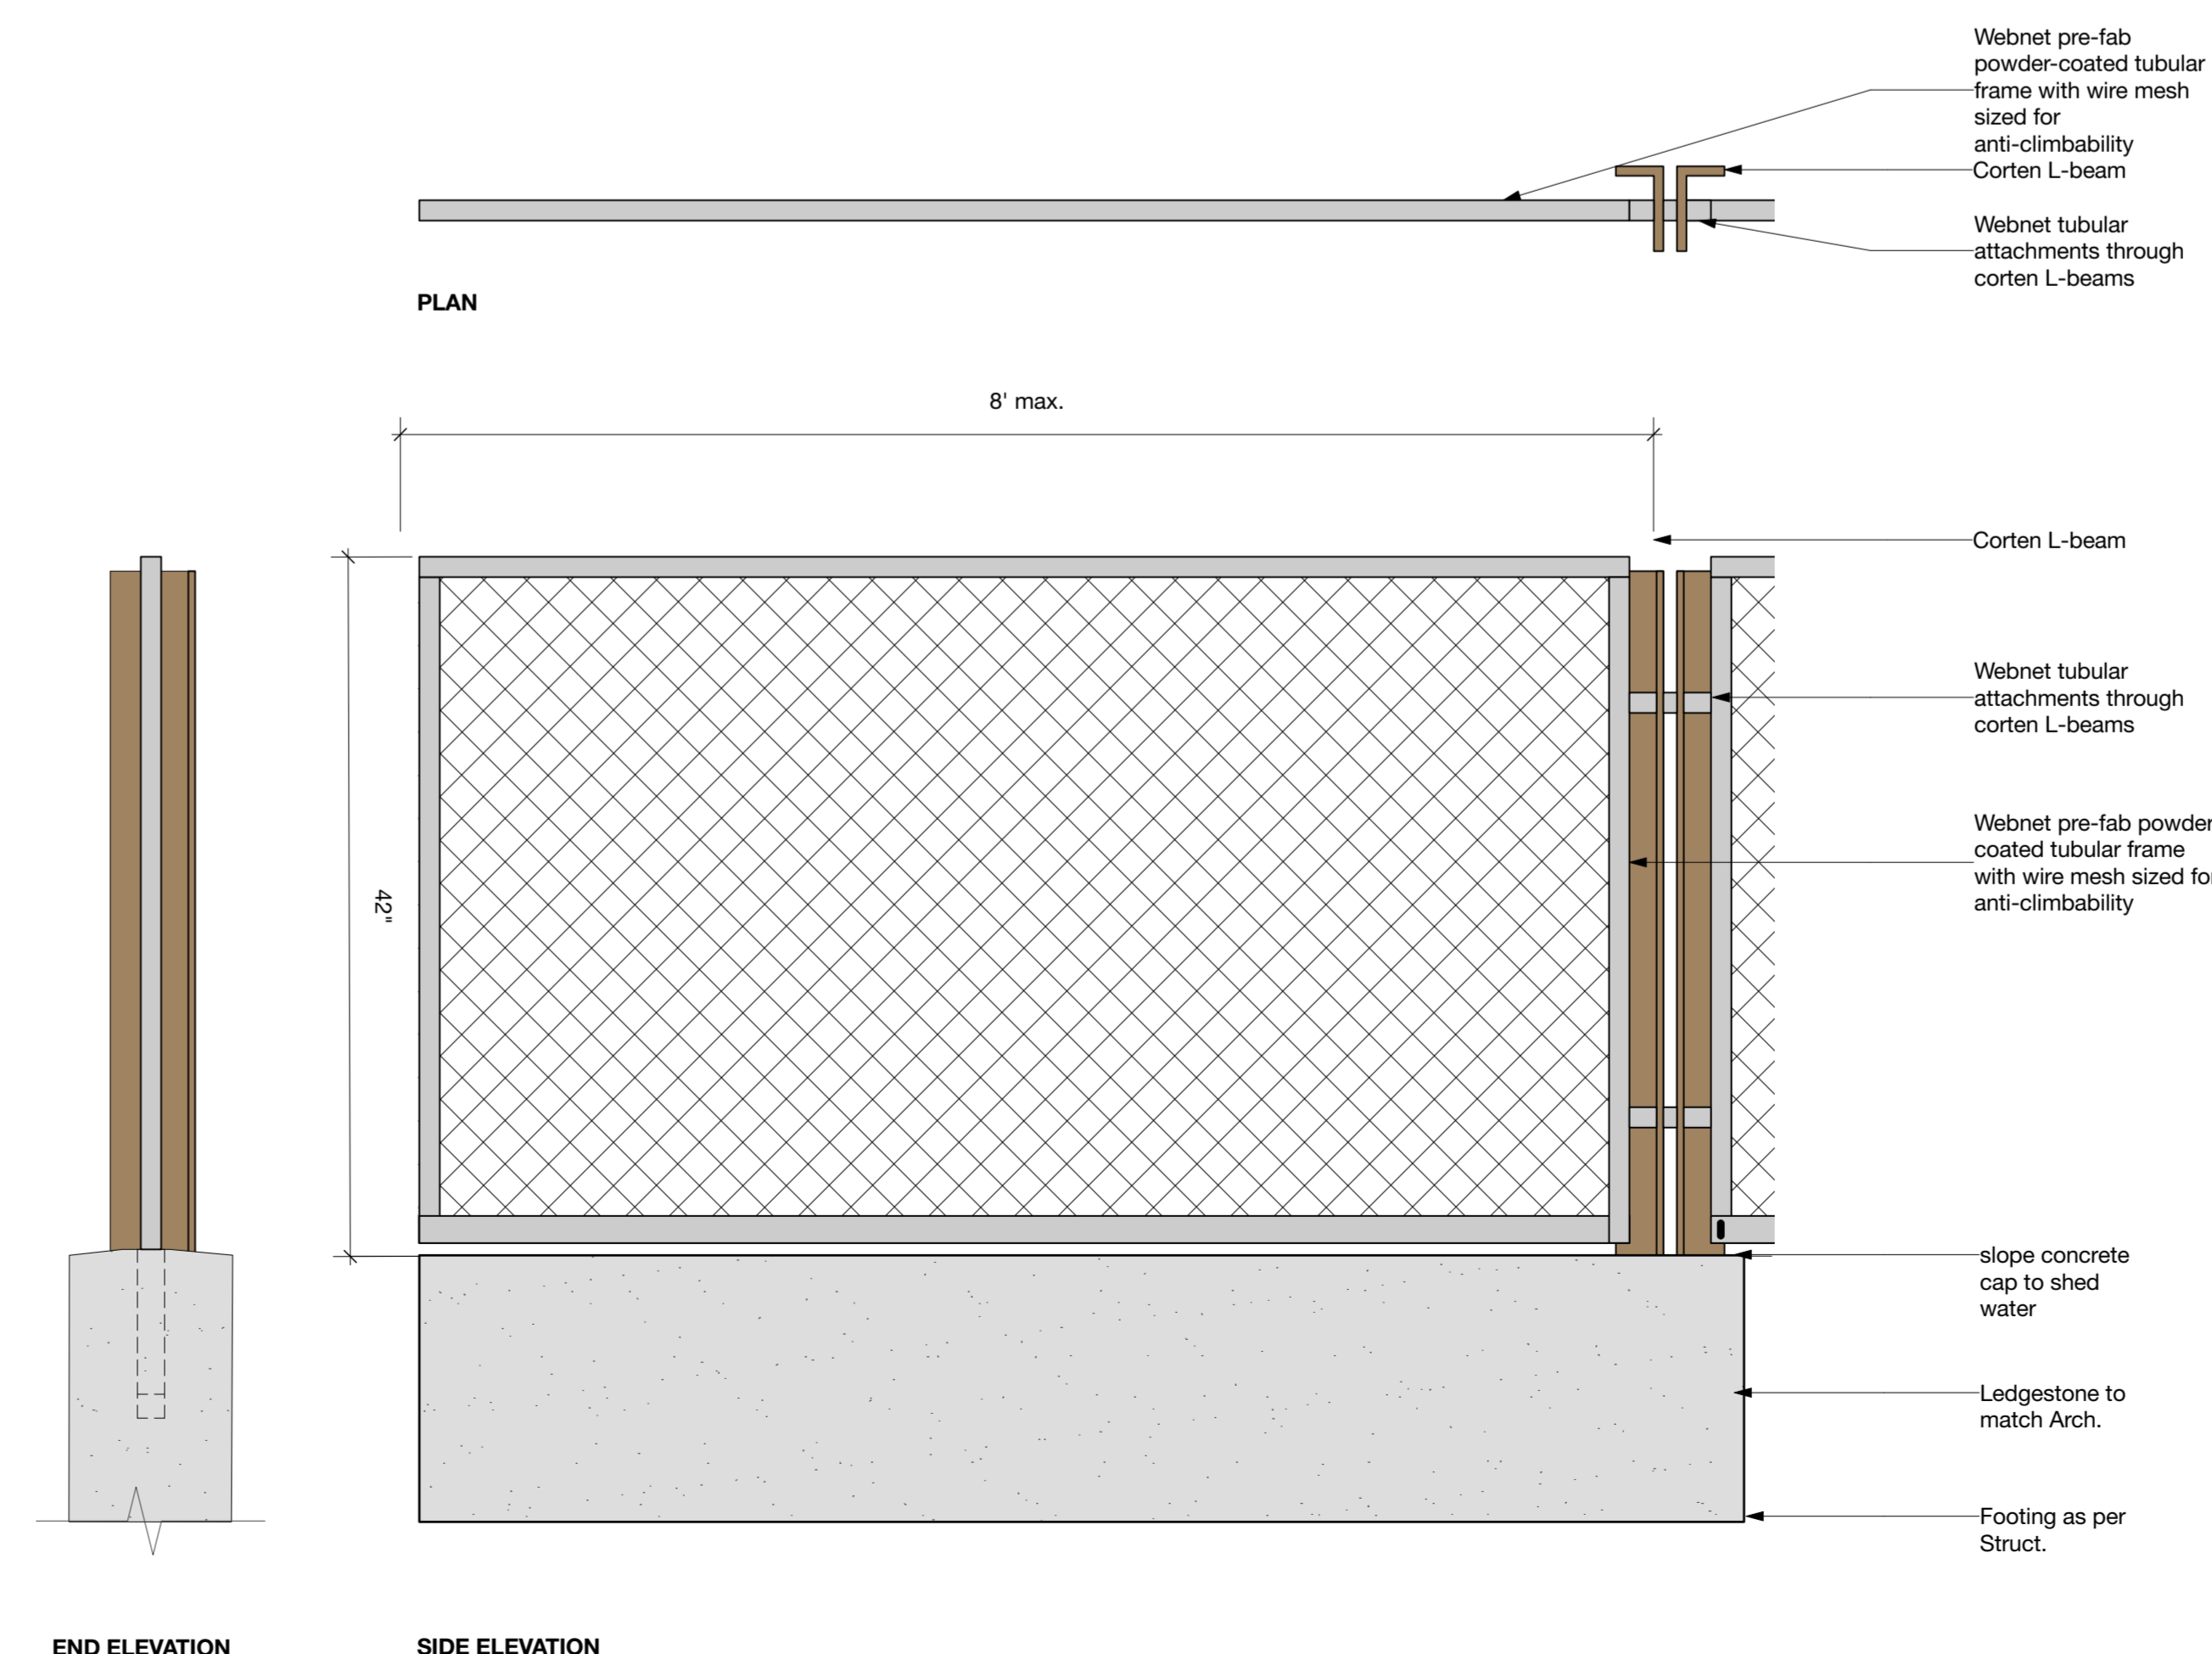 Webnet pre-fab
powder-coated tubular
frame with wire mesh
sized for
anti-climbability
Corten L-beam
Webnet tubular
attachments through
corten L-beams
PLAN
8' max.
Corten L-beam
Webnet tubular
attachments through
corten L-beams
42"
Webnet pre-fab powder
coated tubular frame
with wire mesh sized for
anti-climbability
slope concrete
cap to shed
water
Ledgestone to
match Arch.
Footing as per
Struct.
END ELEVATION
SIDE ELEVATION